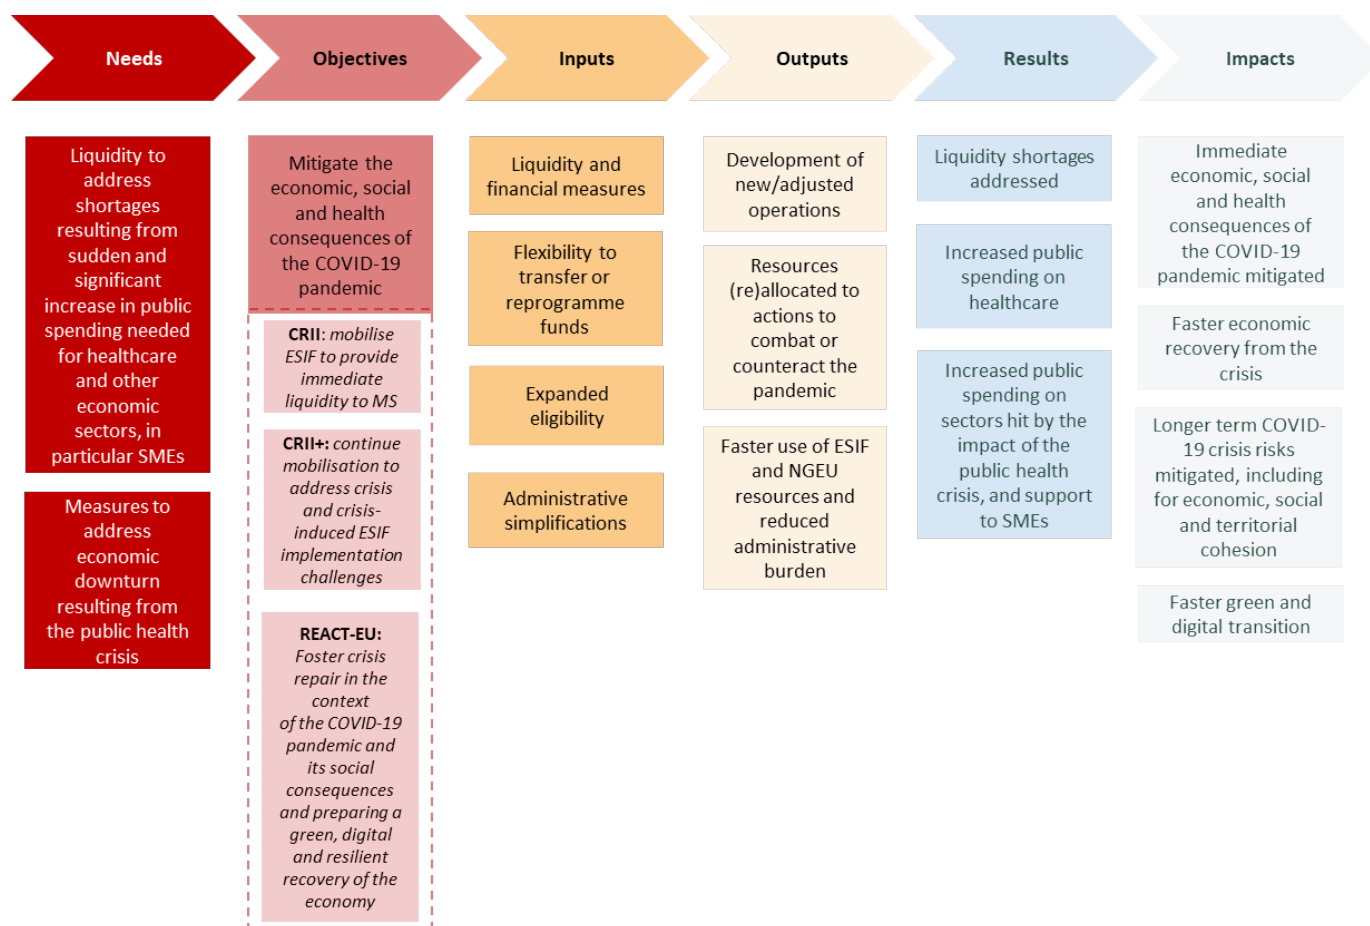 Needs
Objectives
Inputs
Outputs
Results
Impacts
Liquidity to
address
shortages
resulting from
sudden and
significant
increase in public
spending needed
for healthcare
and other
economic
sectors, in
particular SMEs
Measures to
address
economic
downturn
resulting from
the public health
crisis
Mitigate the
economic, social
and health
consequences of
the COVID-19
pandemic
CRII: mobilise
ESIF to provide
immediate
liquidity to MS
CRII+: continue
mobilisation to
address crisis
and crisis-
induced ESIF
implementation
challenges
REACT-EU:
Foster crisis
repair in the
context
of the COVID-19
pandemic and
its social
consequences
and preparing a
green, digital
and resilient
recovery of the
economy
Liquidity and
financial measures
Flexibility to
transfer or
reprogramme
funds
Expanded
eligibility
Administrative
simplifications
Development of
new/adjusted
operations
Resources
(re)allocated to
actions to
combat or
counteract the
pandemic
Faster use of ESIF
and NGEU
resources and
reduced
administrative
burden
Liquidity shortages
addressed
Increased public
spending on
healthcare
Increased public
spending on
sectors hit by the
impact of the
public health
crisis, and support
to SMEs
Immediate
economic, social
and health
consequences of
the COVID-19
pandemic mitigated
Faster economic
recovery from the
crisis
Longer term COVID-
19 crisis risks
mitigated, including
for economic, social
and territorial
cohesion
Faster green and
digital transition